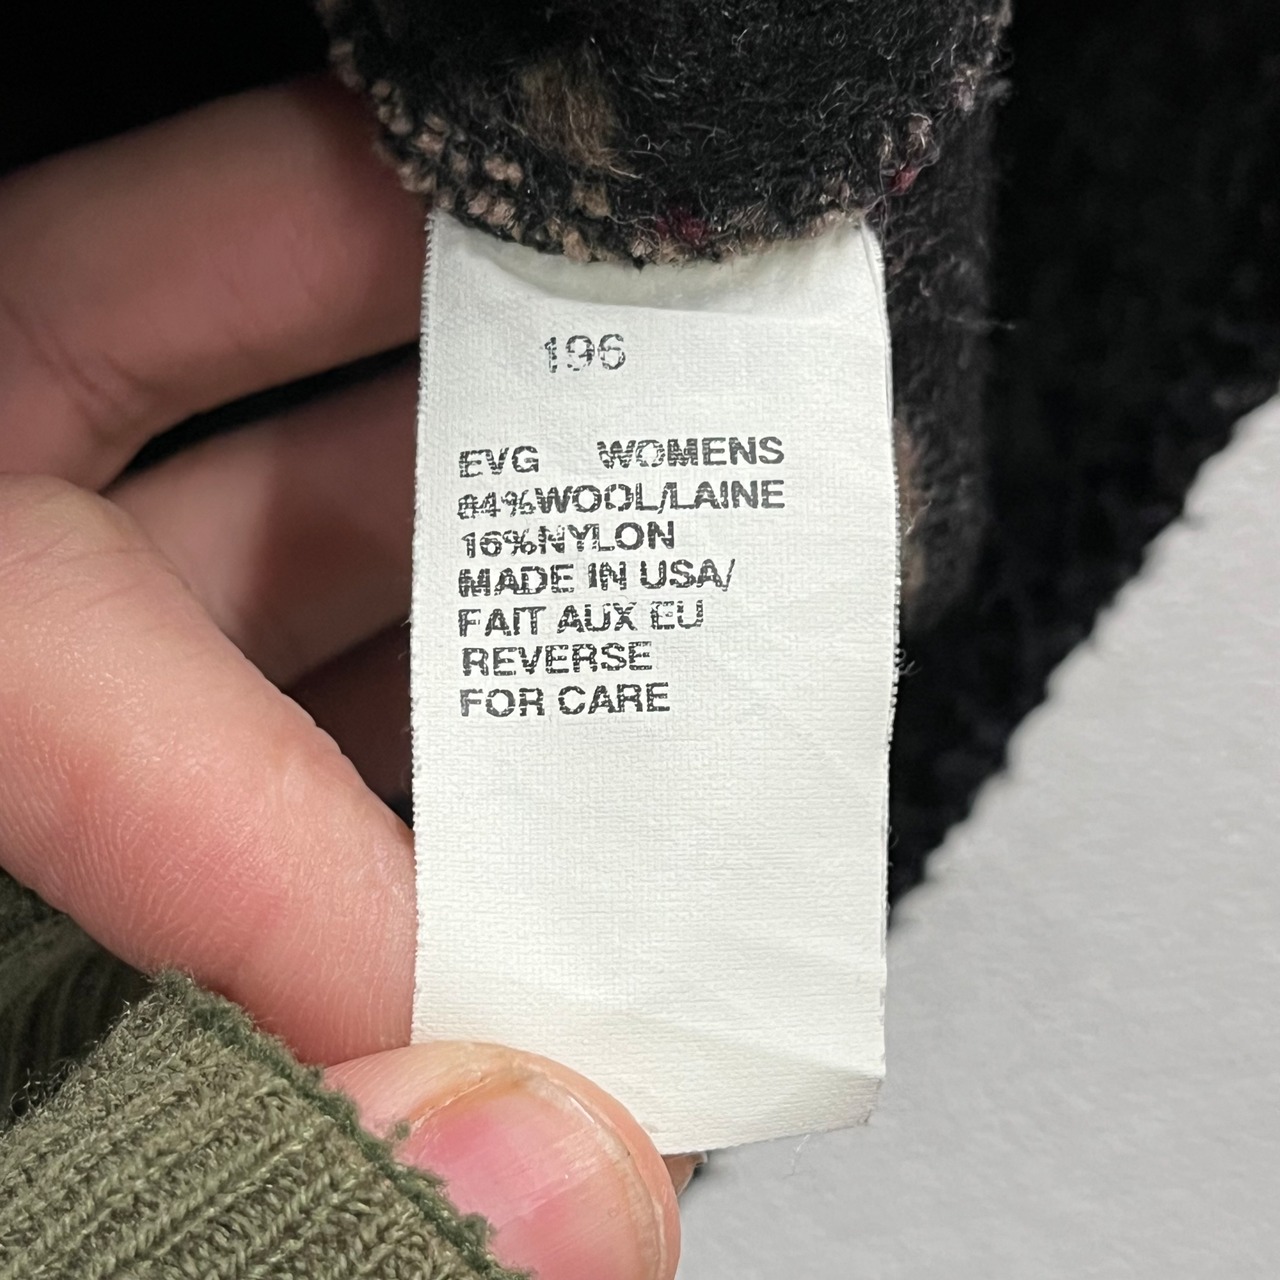 196
EVG WOMENS
84%WOOL/LAINE
16%NYLON
MADE IN USA/
FAIT AUX EU
REVERSE
FOR CARE